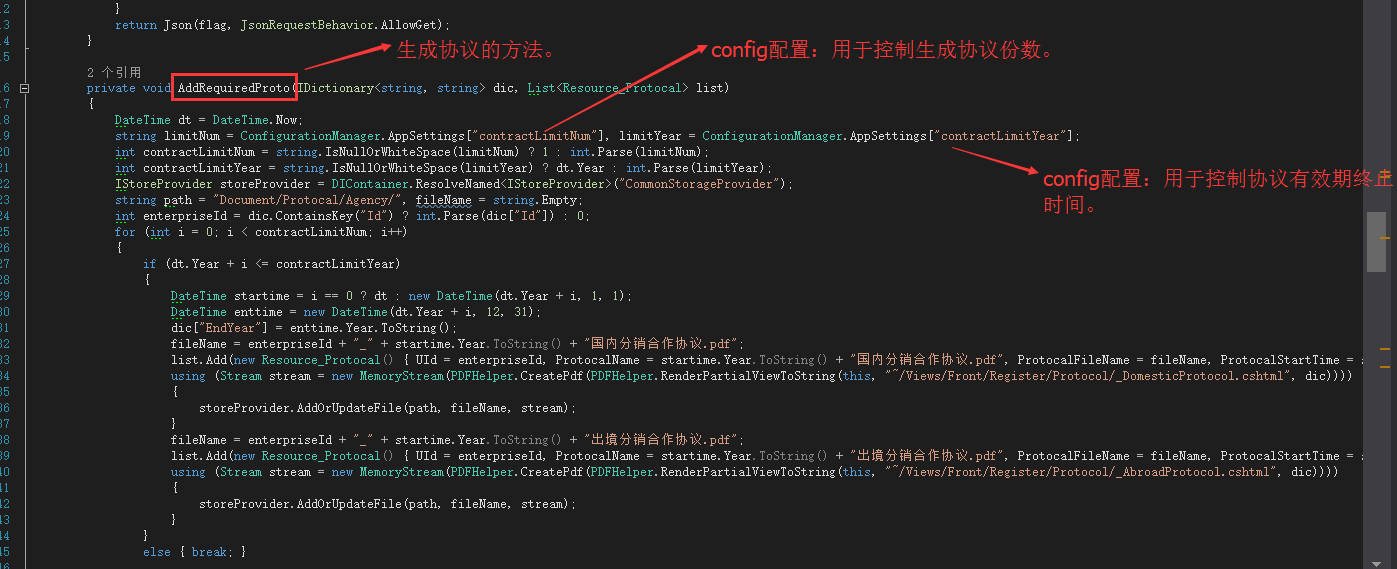 12 }
13 return Json(flag, JsonRequestBehavior.AllowGet);
14 }
15
生成协议的方法。
config配置：用于控制生成协议份数。
2 个引用
16 private void AddRequiredProto(IDictionary<string, string> dic, List<Resource_Protocal> list)
17 {
18 DateTime dt = DateTime.Now;
19 string limitNum = ConfigurationManager.AppSettings["contractLimitNum"], limitYear = ConfigurationManager.AppSettings["contractLimitYear"];
20 int contractLimitNum = string.IsNullOrWhiteSpace(limitNum) ? 1 : int.Parse(limitNum);
21 int contractLimitYear = string.IsNullOrWhiteSpace(limitYear) ? dt.Year : int.Parse(limitYear);
22 IStoreProvider storeProvider = DIContainer.ResolveNamed<IStoreProvider>("CommonStorageProvider");
config配置：用于控制协议有效期终止
时间。
23 string path = "Document/Protocal/Agency/", fileName = string.Empty;
24 int enterpriseId = dic.ContainsKey("Id") ? int.Parse(dic["Id"]) : 0;
25 for (int i = 0; i < contractLimitNum; i++)
26 {
27 if (dt.Year + i <= contractLimitYear)
28 {
29 DateTime startime = i == 0 ? dt : new DateTime(dt.Year + i, 1, 1);
30 DateTime enttime = new DateTime(dt.Year + i, 12, 31);
31 dic["EndYear"] = enttime.Year.ToString();
32 fileName = enterpriseId + "_" + startime.Year.ToString() + "国内分销合作协议.pdf";
33 list.Add(new Resource_Protocal() { UId = enterpriseId, ProtocalName = startime.Year.ToString() + "国内分销合作协议.pdf", ProtocalFileName = fileName, ProtocalStartTime =
34 using (Stream stream = new MemoryStream(PDFHelper.CreatePdf(PDFHelper.RenderPartialViewToString(this, "~/Views/Front/Register/Protocol/_DomesticProtocol.cshtml", dic))))
35 {
36 storeProvider.AddOrUpdateFile(path, fileName, stream);
37 }
38 fileName = enterpriseId + "_" + startime.Year.ToString() + "出境分销合作协议.pdf";
39 list.Add(new Resource_Protocal() { UId = enterpriseId, ProtocalName = startime.Year.ToString() + "出境分销合作协议.pdf", ProtocalFileName = fileName, ProtocalStartTime =
40 using (Stream stream = new MemoryStream(PDFHelper.CreatePdf(PDFHelper.RenderPartialViewToString(this, "~/Views/Front/Register/Protocol/_AbroadProtocol.cshtml", dic))))
41 {
42 storeProvider.AddOrUpdateFile(path, fileName, stream);
43 }
44 }
45 else { break; }